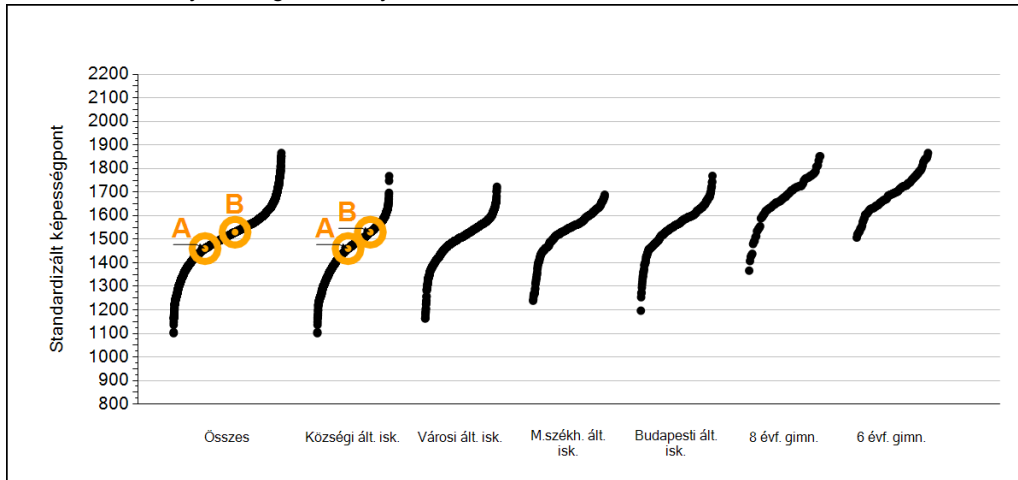 2200
2100
2000
1900
1800
1700
1600
1500
1400
1300
1200
1100
1000
900
800
Standardizált képességpont
A
B
A
B
Összes
Községi ált. isk.
Városi ált. isk.
M.székh. ált.
isk.
Budapesti ált.
isk.
8 évf. gimn.
6 évf. gimn.